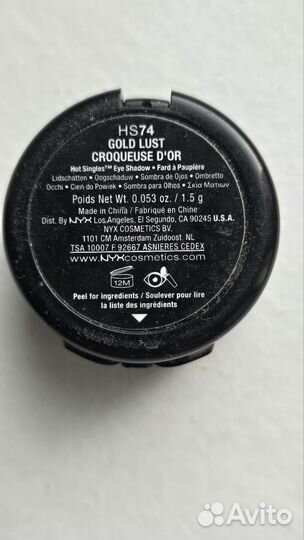 HS74
GOLD LUST
CROQUEUSE D'OR
Hot Singles™ Eye Shadow • Fard à Paupière
Lidschatten • Oogschaduw • Sombra de Ojos • Ombretto
Occhi • Cien do Powiek • Sombra para Olhos • Σκια Ματιων
Poids Net Wt. 0.053 oz. / 1.5 g
Made in China / Fabriqué en Chine
Dist. By NYX Los Angeles, El Segundo, CA 90245 U.S.A.
NYX COSMETICS BV.
1101 CM Amsterdam Zuidoost, NL
TSA 10007 F 92667 ASNIERES CEDEX
www.NYXcosmetics.com
12M
Peel for ingredients / Soulever pour lire
la liste des ingrédients
Avito